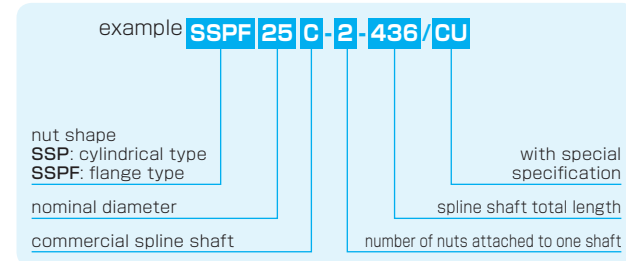 example SSPF 25 C - 2 - 436 / CU
nut shape
SSP: cylindrical type
SSPF: flange type
with special
specification
nominal diameter
spline shaft total length
commercial spline shaft
number of nuts attached to one shaft